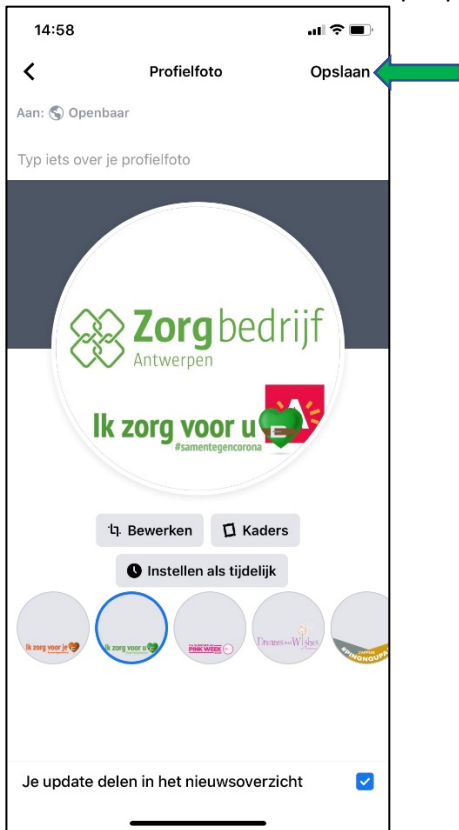 14:58
Profielfoto Opslaan
Aan: Openbaar
Typ iets over je profielfoto
Zorgbedrijf
Antwerpen
Ik zorg voor u
#samentegencorona
Bewerken Kaders
Instellen als tijdelijk
Ik zorg voor je Ik zorg voor u PINK WEEK Dreams Wishes
Je update delen in het nieuwsoverzicht